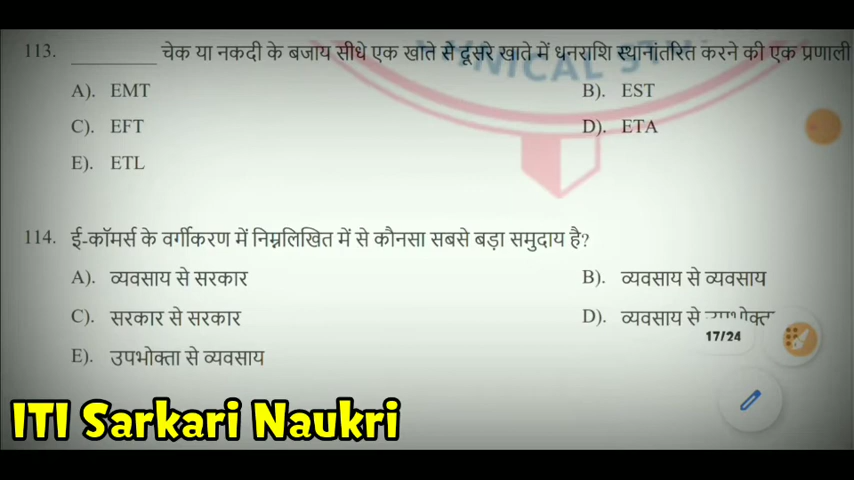 113. ________ चेक या नकदी के बजाय सीधे एक खाते से दूसरे खाते में धनराशि स्थानांतरित करने की एक प्रणाली
A). EMT B). EST
C). EFT D). ETA
E). ETL
114. ई-कॉमर्स के वर्गीकरण में निम्नलिखित में से कौनसा सबसे बड़ा समुदाय है?
A). व्यवसाय से सरकार B). व्यवसाय से व्यवसाय
C). सरकार से सरकार D). व्यवसाय से
17/24
E). उपभोक्ता से व्यवसाय
ITI Sarkari Naukri